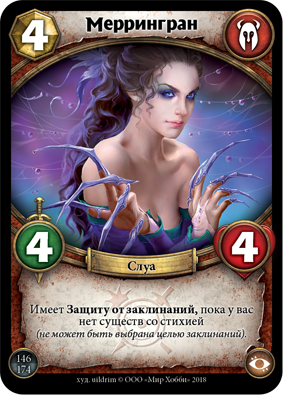 4
Меррингран
4
Слуа
4
Имеет Защиту от заклинаний, пока у вас
нет существ со стихией
(не может быть выбрана целью заклинаний).
146
174
худ. uildrim © ООО «Мир Хобби» 2018